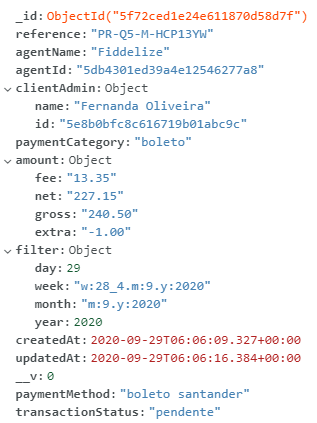 _id: ObjectId("5f72ced1e24e611870d58d7f")
reference: "PR-Q5-M-HCP13YW"
agentName: "Fiddelize"
agentId: "5db4301ed39a4e12546277a8"
clientAdmin: Object
name: "Fernanda Oliveira"
id: "5e8b0bfc8c616719b01abc9c"
paymentCategory: "boleto"
amount: Object
fee: "13.35"
net: "227.15"
gross: "240.50"
extra: "-1.00"
filter: Object
day: 29
week: "w:28_4.m:9.y:2020"
month: "m:9.y:2020"
year: 2020
createdAt: 2020-09-29T06:06:09.327+00:00
updatedAt: 2020-09-29T06:06:16.384+00:00
__v: 0
paymentMethod: "boleto santander"
transactionStatus: "pendente"